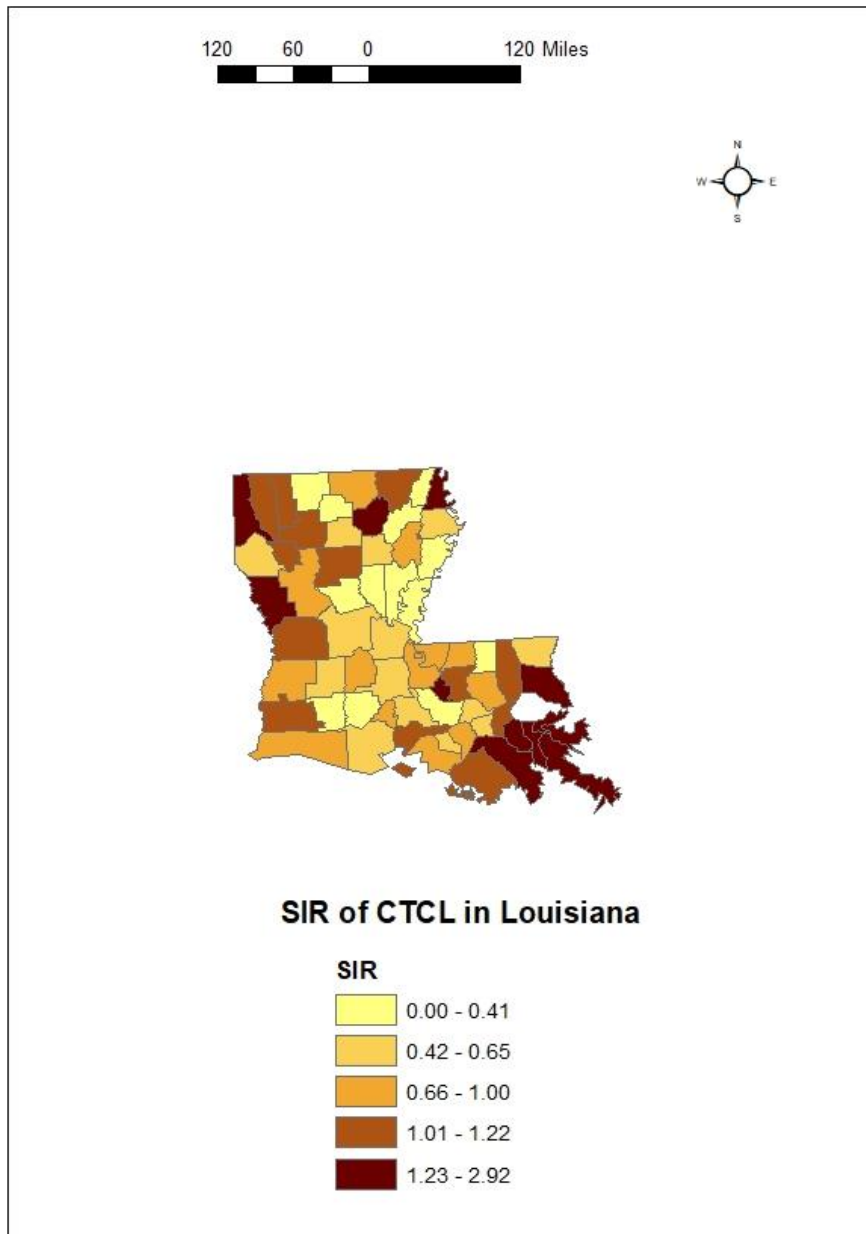 120 60 0 120 Miles
N
W E
S
SIR of CTCL in Louisiana
SIR
0.00 - 0.41
0.42 - 0.65
0.66 - 1.00
1.01 - 1.22
1.23 - 2.92